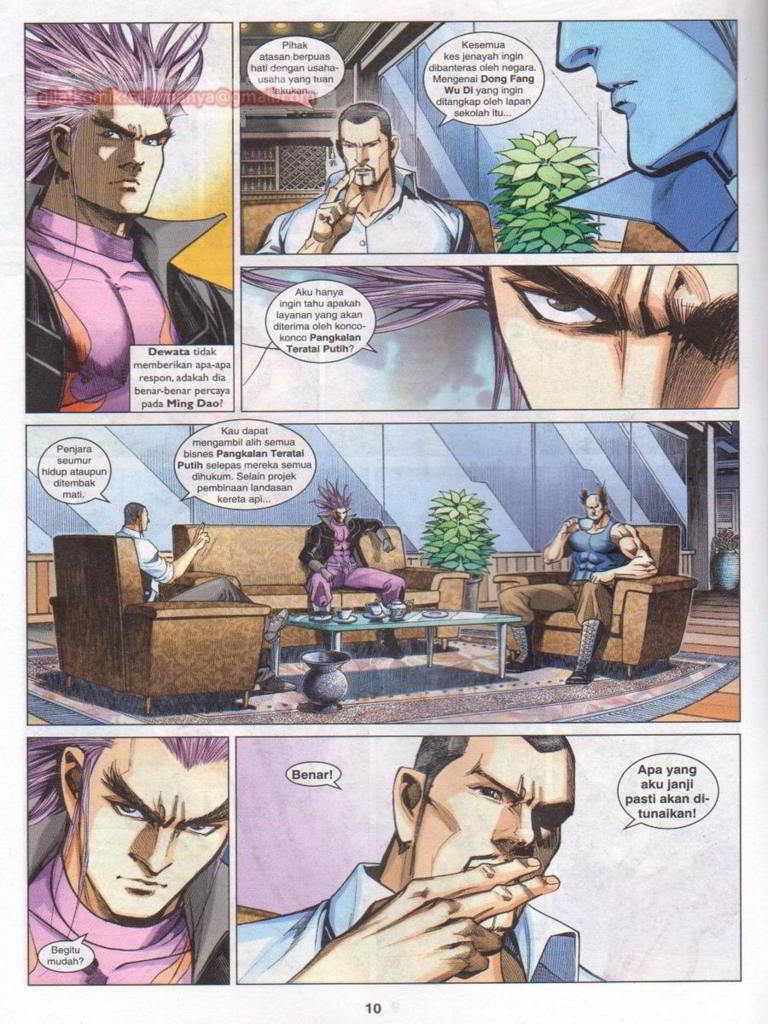 Pihak
atasan berpuas
hati dengan usaha-
usaha yang tuan
lakukan.
Kesemua
kes jenayah ingin
dibanteras oleh negara.
Mengenai Dong Fang
Wu Di yang ingin
ditangkap oleh lapan
sekolah itu...
Dewata tidak
memberikan apa-apa
respon, adakah dia
benar-benar percaya
pada Ming Dao?
Aku hanya
ingin tahu apakah
layanan yang akan
diterima oleh konco-
konco Pangkalan
Teratai Putih?
Penjara
seumur
hidup ataupun
ditembak
mati.
Kau dapat
mengambil alih semua
bisnes Pangkalan Teratai
Putih selepas mereka semua
dihukum. Selain projek
pembinaan landasan
kereta api...
Begitu
mudah?
Benar!
Apa yang
aku janji
pasti akan di-
tunaikan!
10